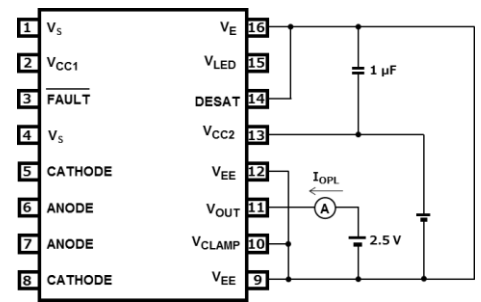 1 VS VE 16
2 VCC1 VLED 15
3 FAULT DESAT 14
4 VS VCC2 13
5 CATHODE VEE 12
6 ANODE VOUT 11
7 ANODE VCLAMP 10
8 CATHODE VEE 9
1 µF
IOPL
A
2.5 V